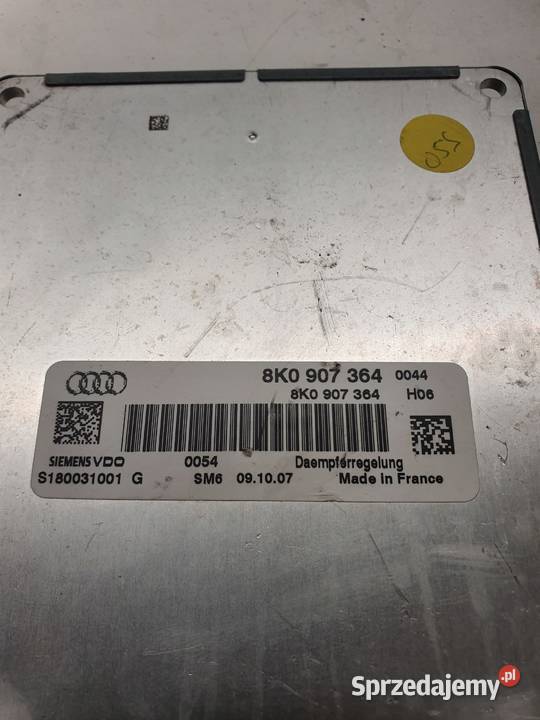 050
8K0 907 364 0044
8K0 907 364 H06
SIEMENS VDO 0054 Daempferregelung
S180031001 G SM6 09.10.07 Made in France
Sprzedajemy.pl